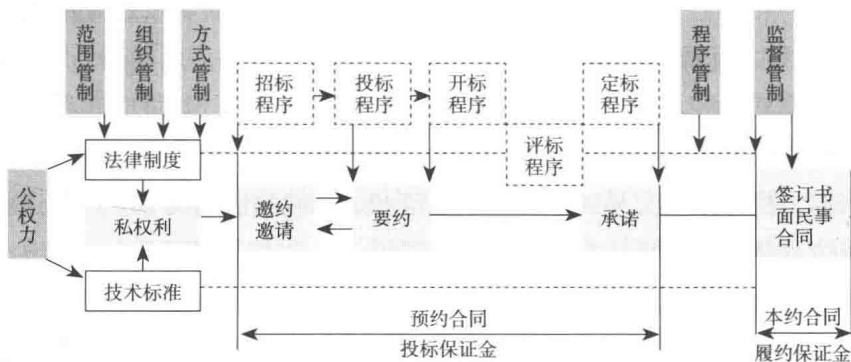 范围管制
组织管制
方式管制
程序管制
监督管制
招标
程序
投标
程序
开标
程序
定标
程序
评标
程序
公权力
法律制度
私权利
技术标准
邀约
邀请
要约
承诺
签订书
面民事
合同
预约合同
投标保证金
本约合同
履约保证金